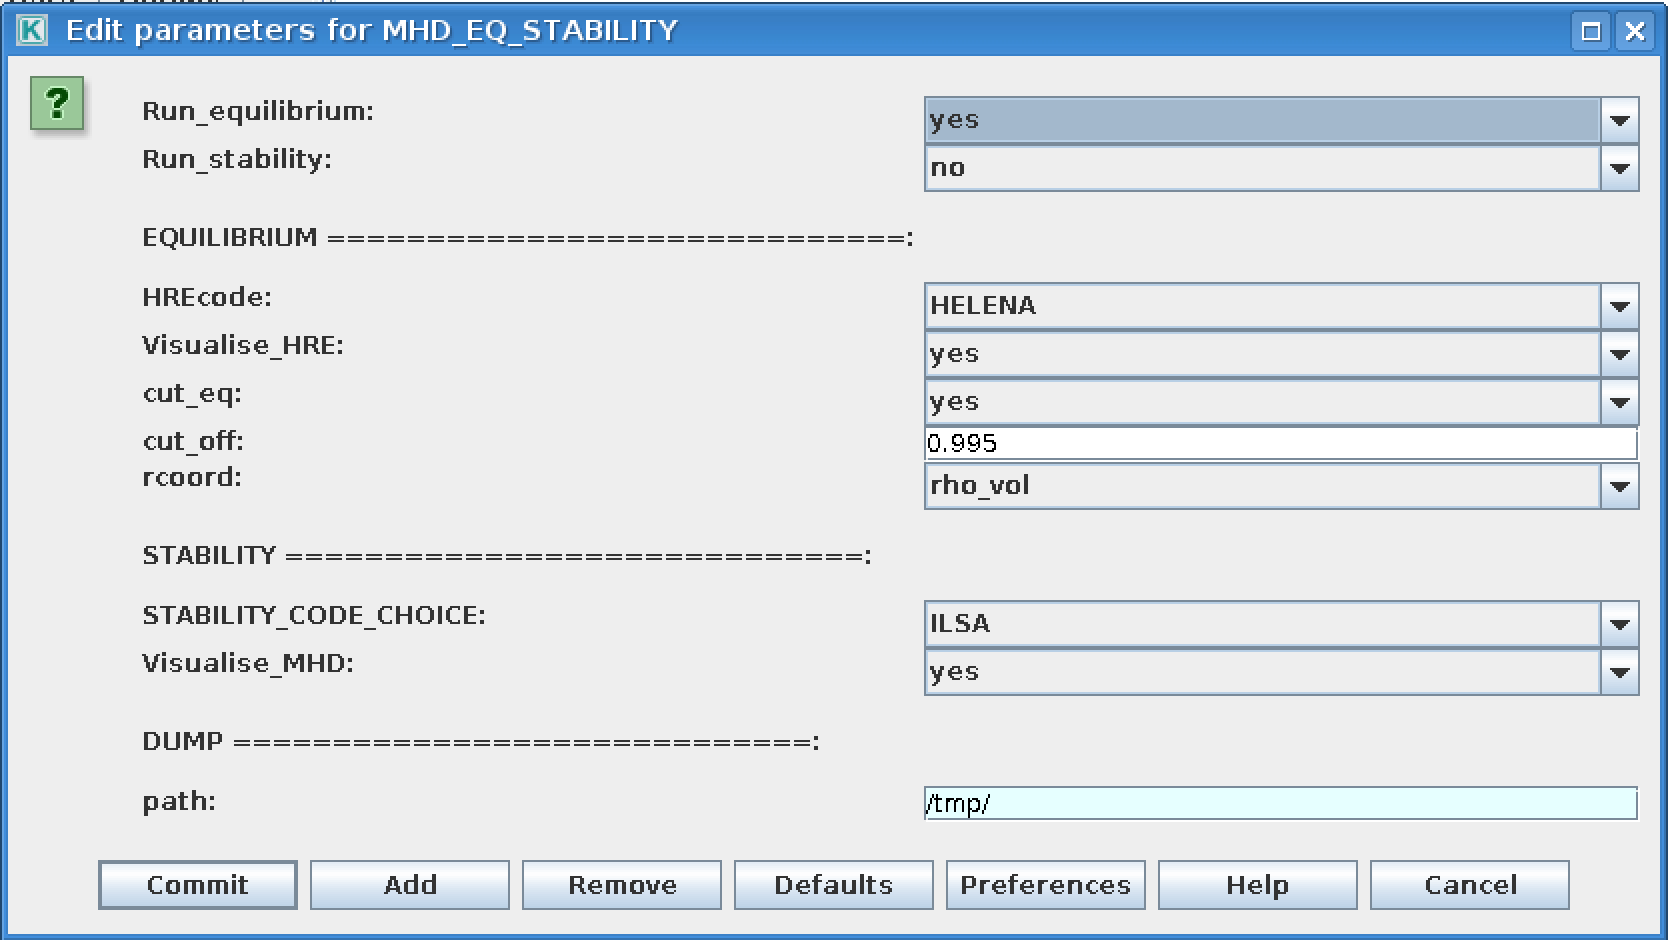 Edit parameters for MHD_EQ_STABILITY
?
Run_equilibrium: yes
Run_stability: no
EQUILIBRIUM =============================:
HREcode: HELENA
Visualise_HRE: yes
cut_eq: yes
cut_off: 0.995
rcoord: rho_vol
STABILITY =============================:
STABILITY_CODE_CHOICE: ILSA
Visualise_MHD: yes
DUMP =============================:
path: /tmp/
Commit Add Remove Defaults Preferences Help Cancel